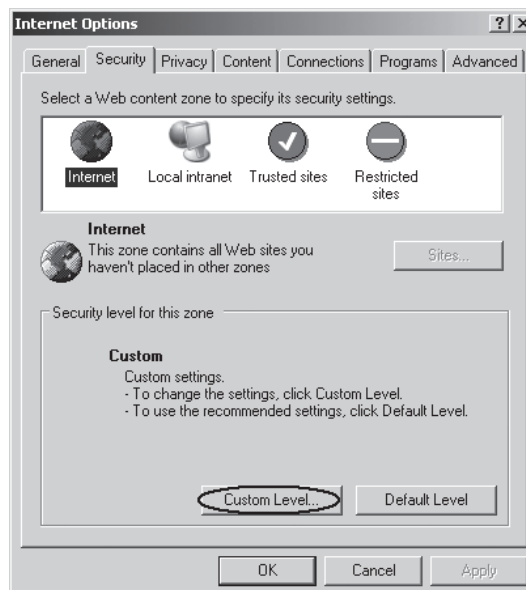 Internet Options
General Security Privacy Content Connections Programs Advanced
Select a Web content zone to specify its security settings.
Internet Local intranet Trusted sites Restricted
sites
Internet
This zone contains all Web sites you
haven't placed in other zones
Sites...
Security level for this zone
Custom
Custom settings.
- To change the settings, click Custom Level.
- To use the recommended settings, click Default Level.
Custom Level... Default Level
OK Cancel Apply